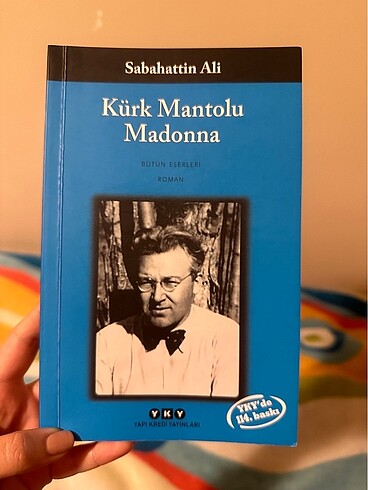 Sabahattin Ali
Kürk Mantolu
Madonna
BÜTÜN ESERLERİ
ROMAN
YKY'de
114. baskı
YKY
YAPI KREDİ YAYINLARI